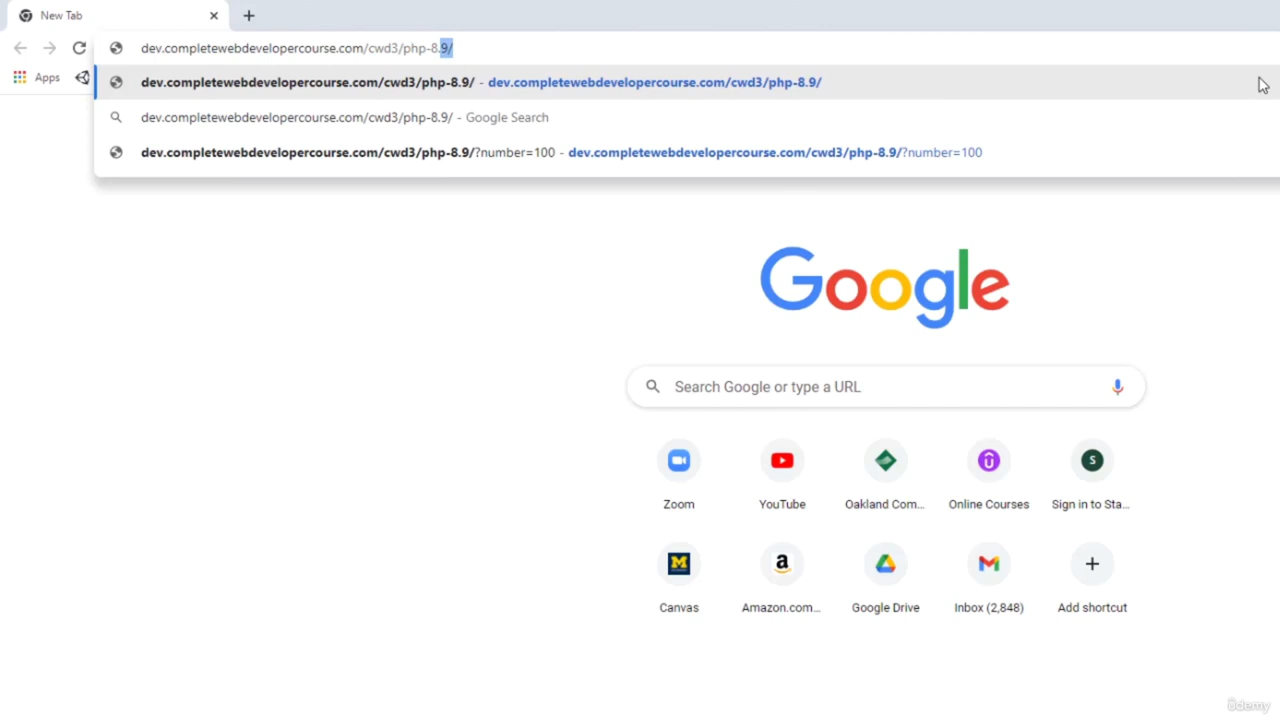 New Tab
dev.completewebdevelopercourse.com/cwd3/php-8.9/
Apps
dev.completewebdevelopercourse.com/cwd3/php-8.9/ - dev.completewebdevelopercourse.com/cwd3/php-8.9/
dev.completewebdevelopercourse.com/cwd3/php-8.9/ - Google Search
dev.completewebdevelopercourse.com/cwd3/php-8.9/?number=100 - dev.completewebdevelopercourse.com/cwd3/php-8.9/?number=100
Google
Search Google or type a URL
S
Zoom YouTube Oakland Com... Online Courses Sign in to Sta...
M a
Canvas Amazon.com... Google Drive Inbox (2,848) Add shortcut
ûdemy